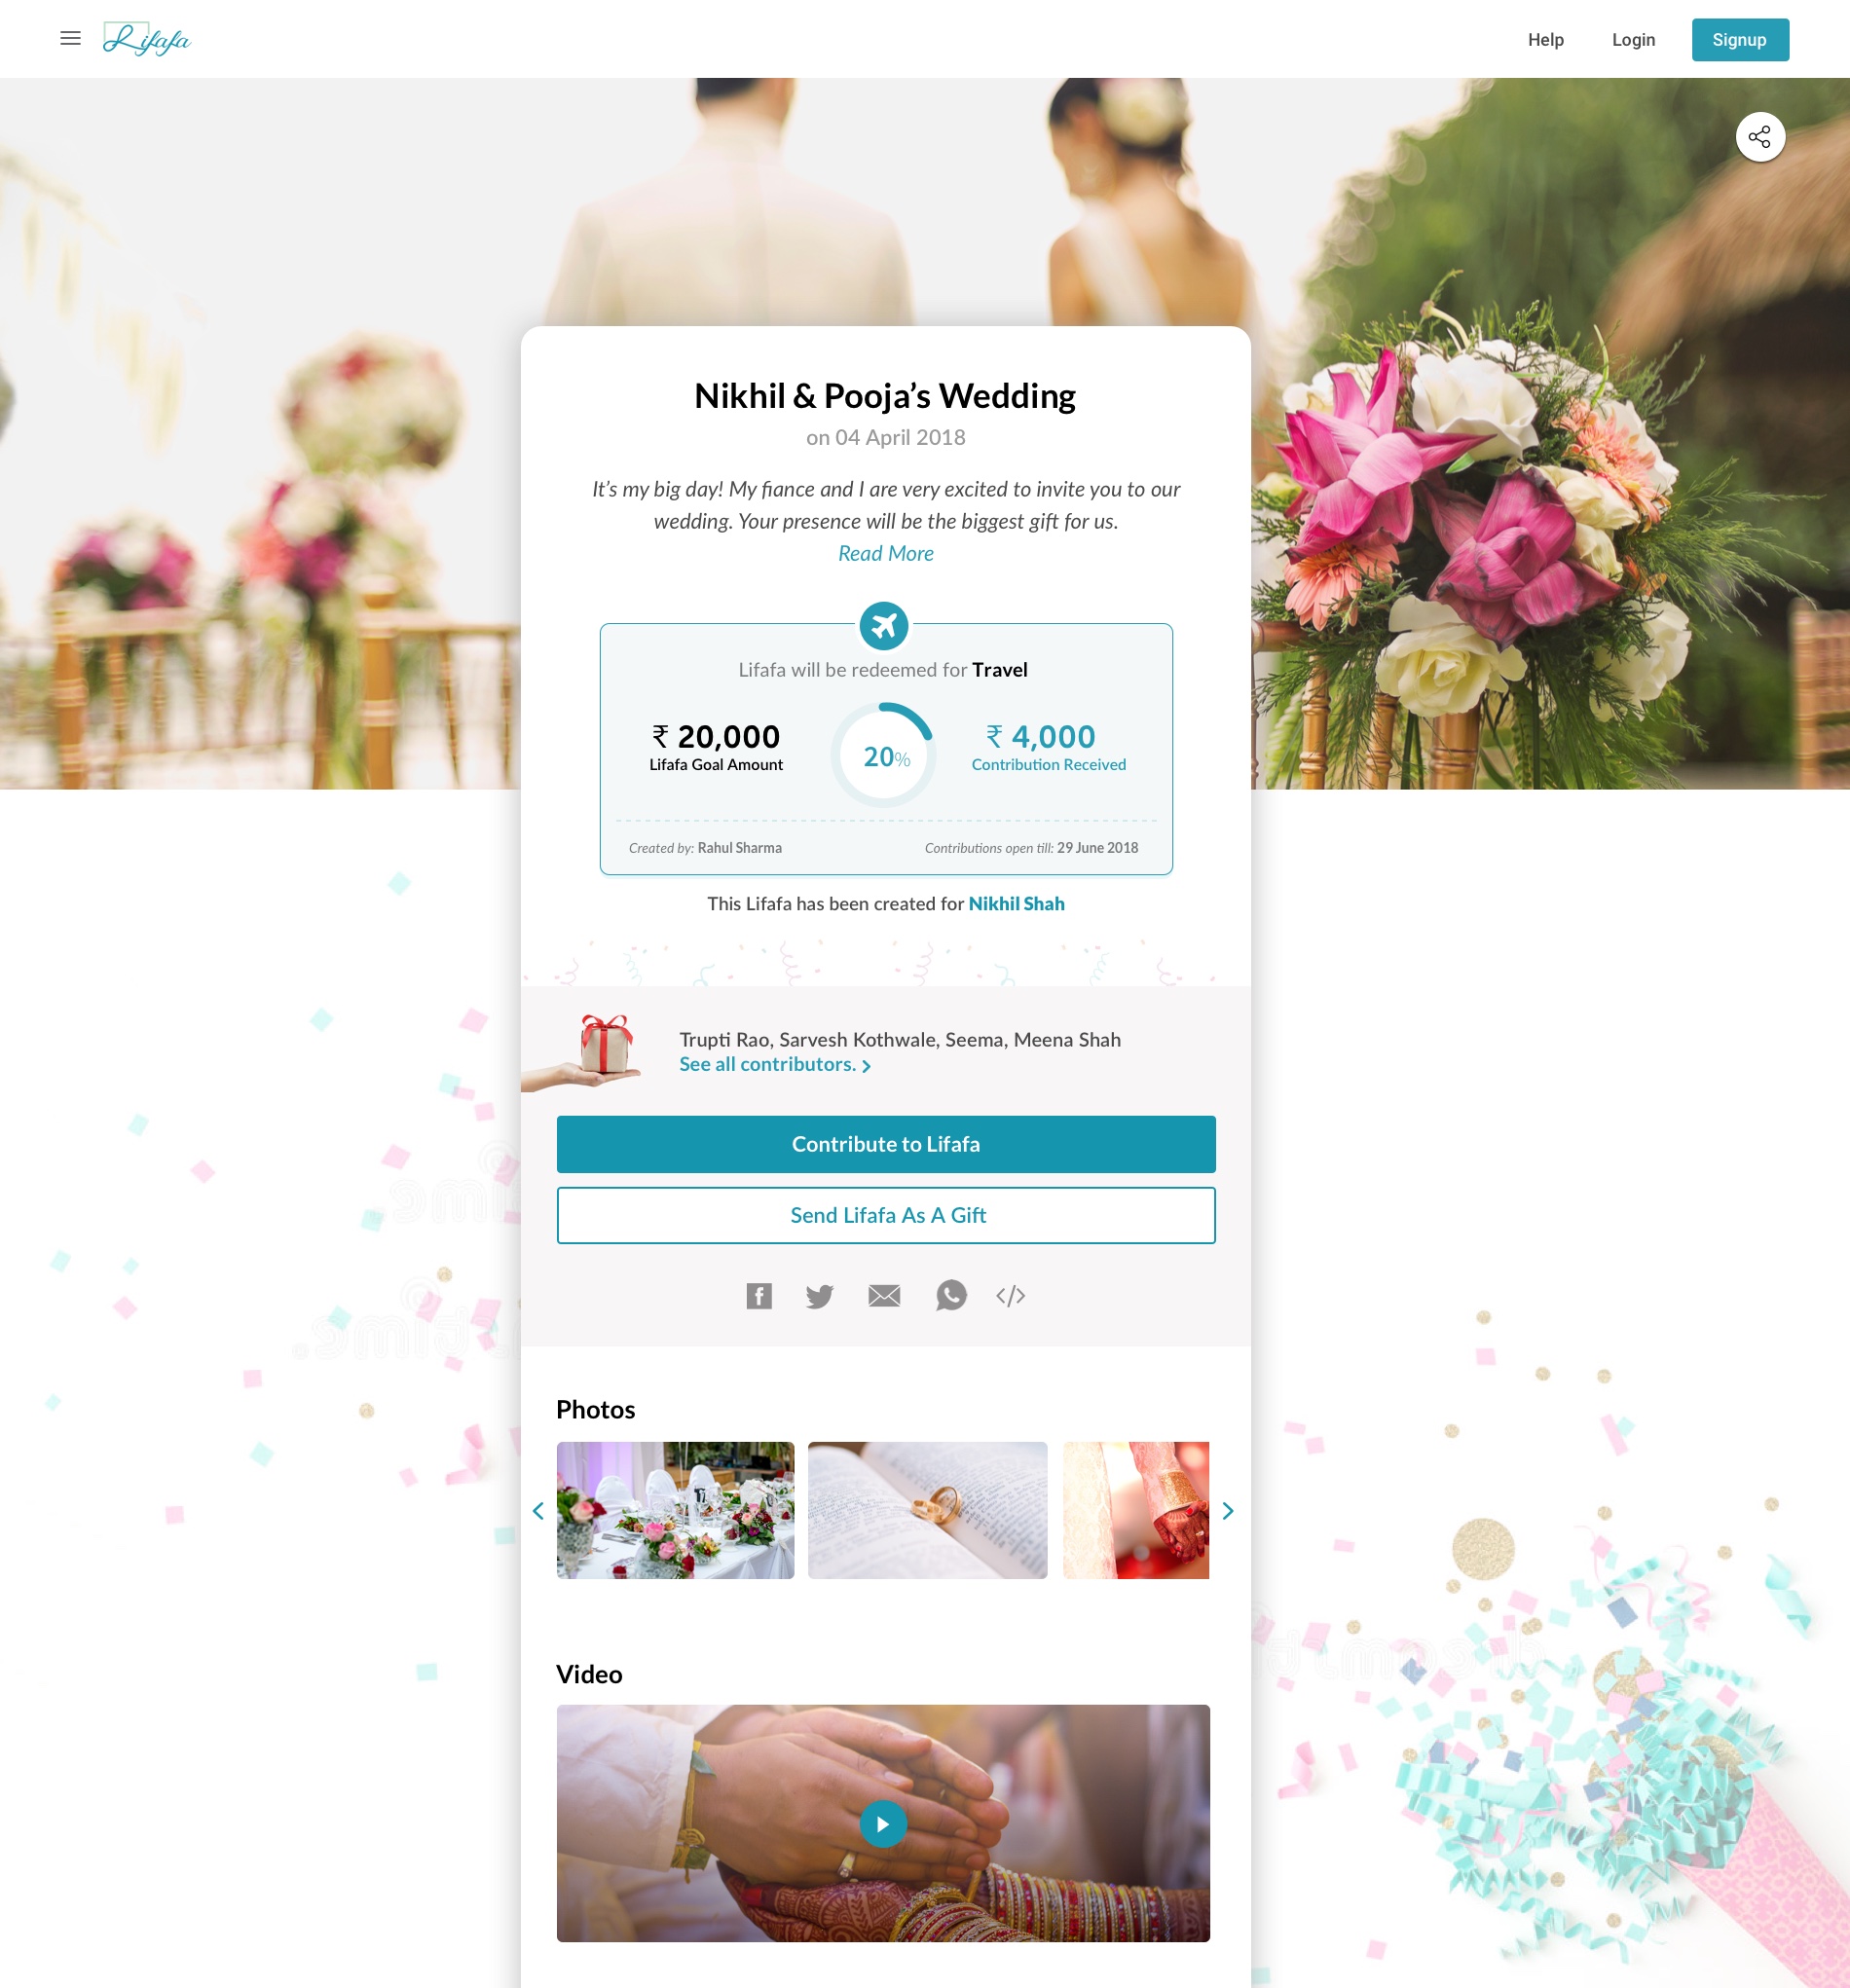 Lifafa
Help
Login
Signup
Nikhil & Pooja’s Wedding
on 04 April 2018
It’s my big day! My fiance and I are very excited to invite you to our
wedding. Your presence will be the biggest gift for us.
Read More
Lifafa will be redeemed for Travel
₹ 20,000
Lifafa Goal Amount
20%
₹ 4,000
Contribution Received
Created by: Rahul Sharma
Contributions open till: 29 June 2018
This Lifafa has been created for Nikhil Shah
Trupti Rao, Sarvesh Kothwale, Seema, Meena Shah
See all contributors.
Contribute to Lifafa
Send Lifafa As A Gift
Photos
Video